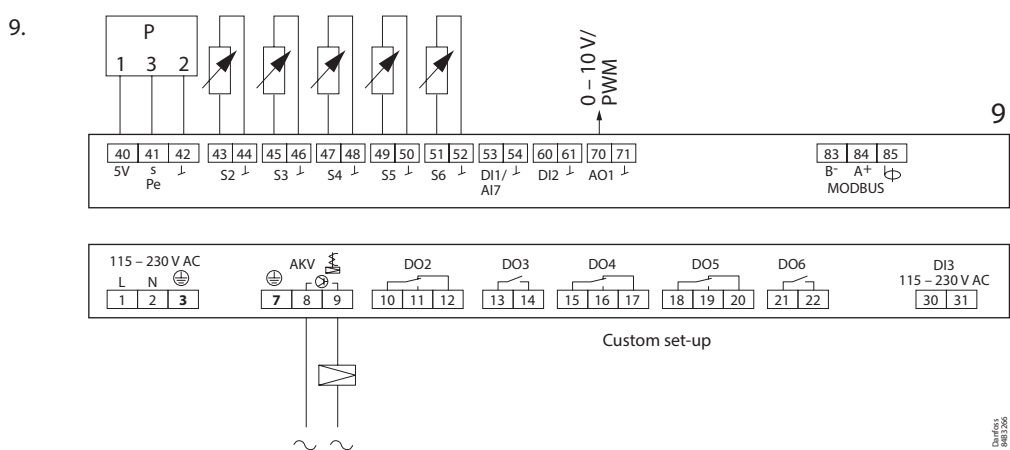 9.
P
1 3 2
0 – 10 V/
PWM
9
40 41 42 43 44 45 46 47 48 49 50 51 52 53 54 60 61 70 71 83 84 85
5V s ⊥ S2 ⊥ S3 ⊥ S4 ⊥ S5 ⊥ S6 ⊥ DI1/ ⊥ DI2 ⊥ AO1 ⊥ B- A+
Pe AI7 MODBUS
115 – 230 V AC AKV DO2 DO3 DO4 DO5 DO6 DI3
L N 115 – 230 V AC
1 2 3 7 8 9 10 11 12 13 14 15 16 17 18 19 20 21 22 30 31
Custom set-up
Danfoss
84B3266